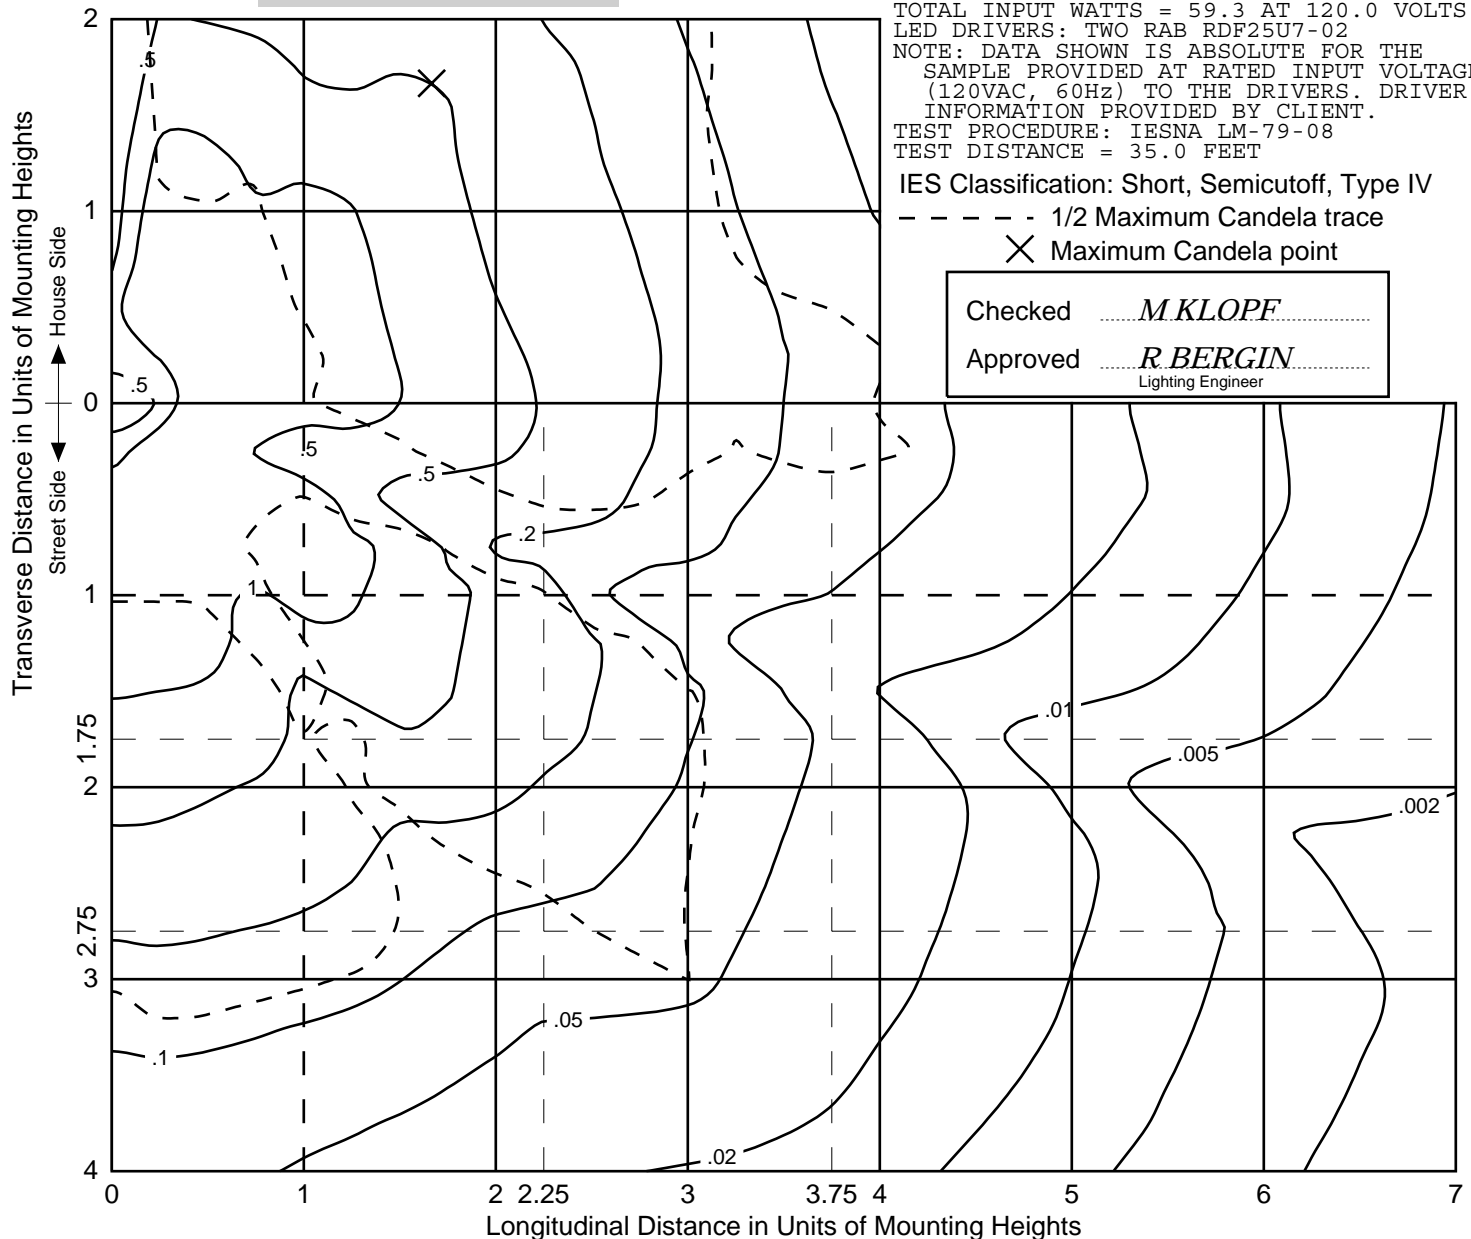 TOTAL INPUT WATTS = 59.3 AT 120.0 VOLTS
LED DRIVERS: TWO RAB RDF25U7-02
NOTE: DATA SHOWN IS ABSOLUTE FOR THE
SAMPLE PROVIDED AT RATED INPUT VOLTAG
(120VAC, 60Hz) TO THE DRIVERS. DRIVER
INFORMATION PROVIDED BY CLIENT.
TEST PROCEDURE: IESNA LM-79-08
TEST DISTANCE = 35.0 FEET
IES Classification: Short, Semicutoff, Type IV
1/2 Maximum Candela trace
Maximum Candela point
Checked M KLOPF
Approved R BERGIN
Lighting Engineer
Transverse Distance in Units of Mounting Heights
Street Side House Side
2
1
0
1
1.75
2
2.75
3
4
.5
.5
.5
.5
.2
1
.01
.005
.002
.1
.05
.02
0 1 2 2.25 3 3.75 4 5 6 7
Longitudinal Distance in Units of Mounting Heights